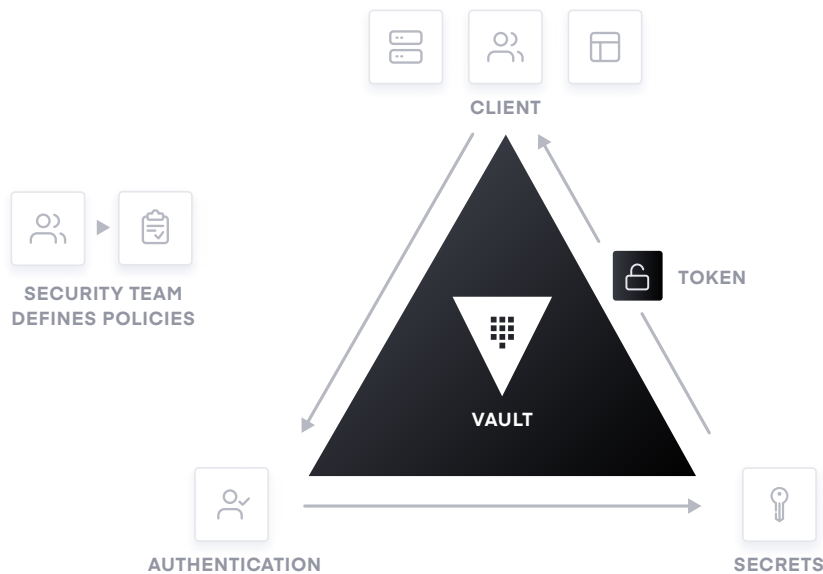 CLIENT
SECURITY TEAM
DEFINES POLICIES
TOKEN
VAULT
AUTHENTICATION
SECRETS